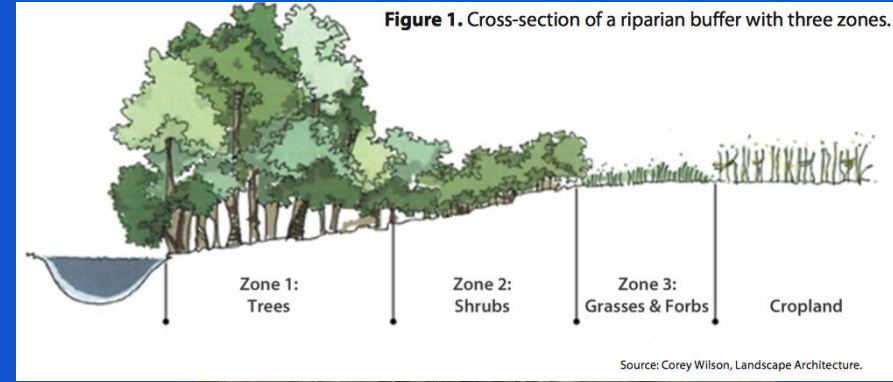 Figure 1. Cross-section of a riparian buffer with three zones.
Zone 1:
Trees
Zone 2:
Shrubs
Zone 3:
Grasses & Forbs
Cropland
Source: Corey Wilson, Landscape Architecture.